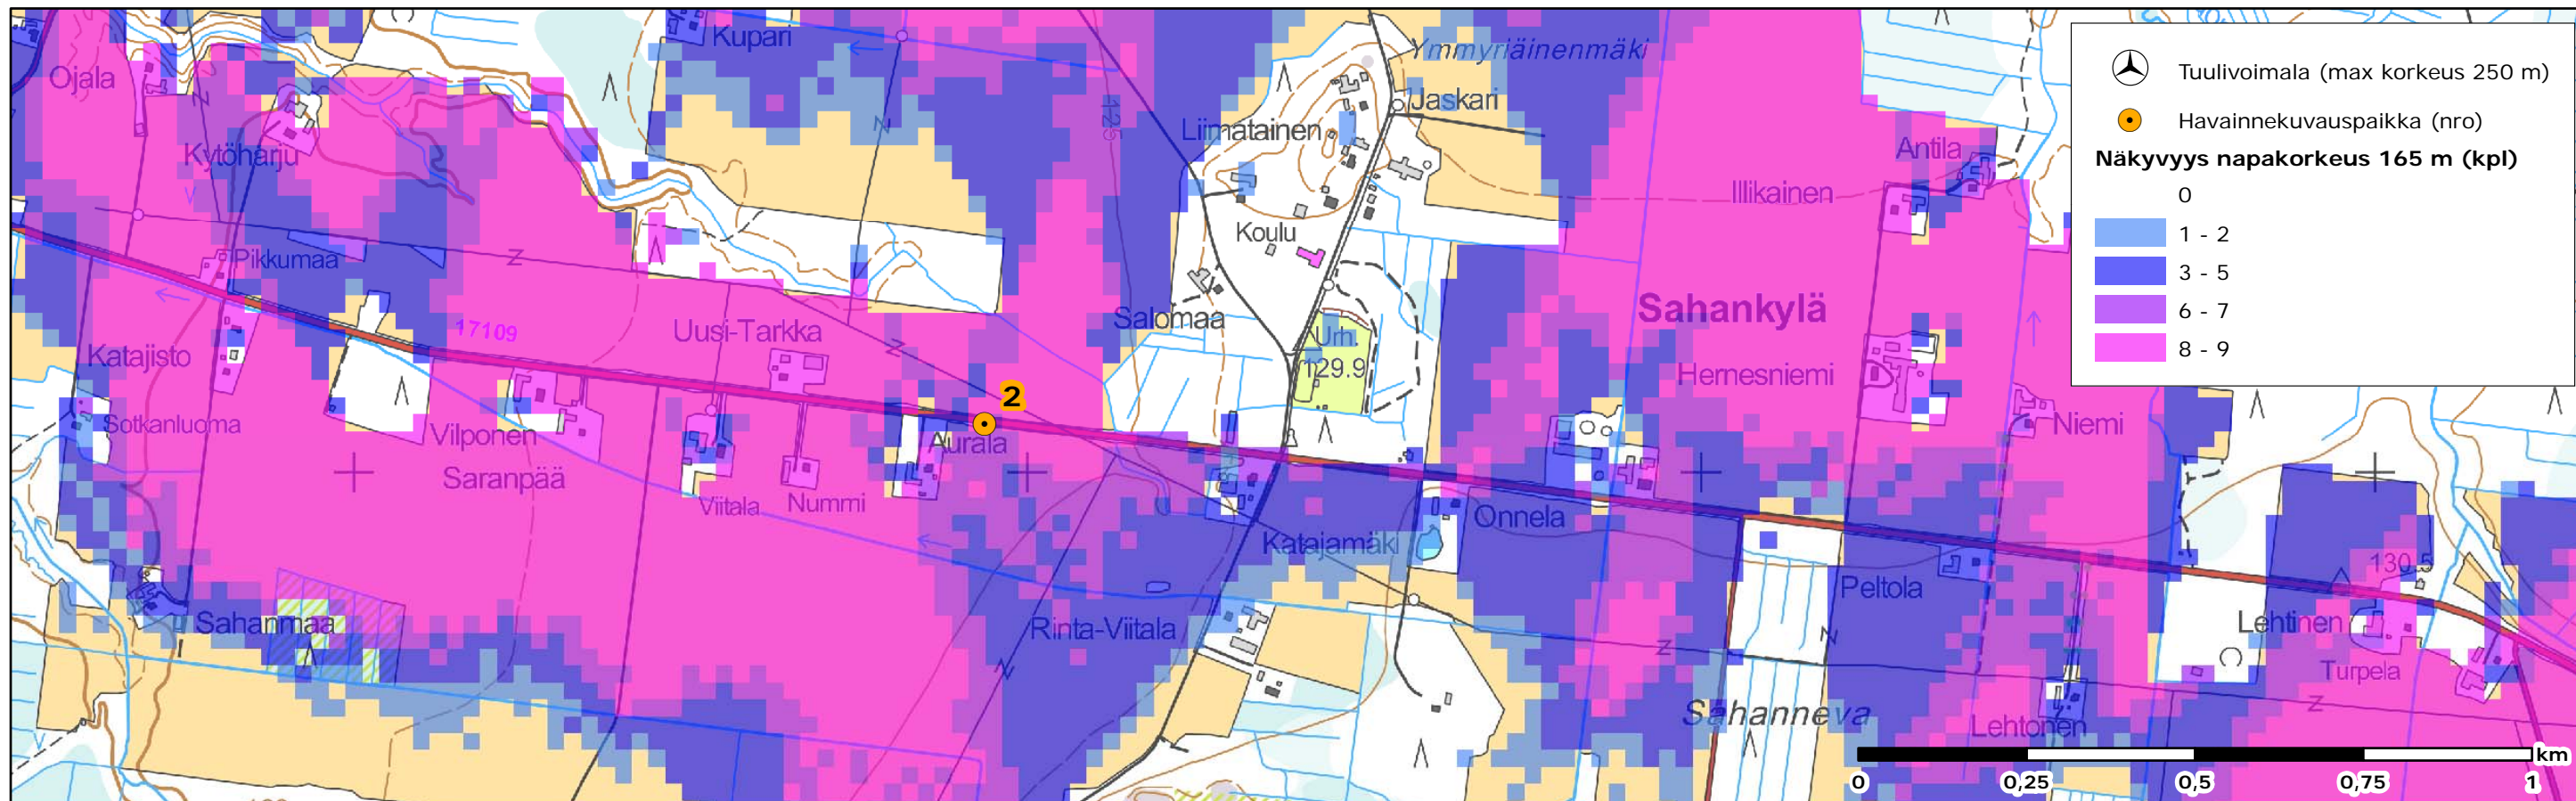 Kupari
Ymmyriäinenmäki
Ojala
Jaskari
125
Liimatainen
Kytöharju
Antila
Illikainen
Koulu
Pikkumaa
Sahankylä
Salomaa
17109
Uusi-Tarkka
Urh.
129.9
Katajisto
Hernesniemi
2
Sotkanluoma
Vilponen
Aurala
Niemi
Saranpää
Viitala
Nummi
Onnela
Katajamäki
130.5
Peltola
Sahanmaa
Rinta-Viitala
Lehtinen
Turpela
Sahanneva
Lehtonen
Tuulivoimala (max korkeus 250 m)
Havainnekuvauspaikka (nro)
Näkyvyys napakorkeus 165 m (kpl)
0
1 - 2
3 - 5
6 - 7
8 - 9
km
0 0,25 0,5 0,75 1